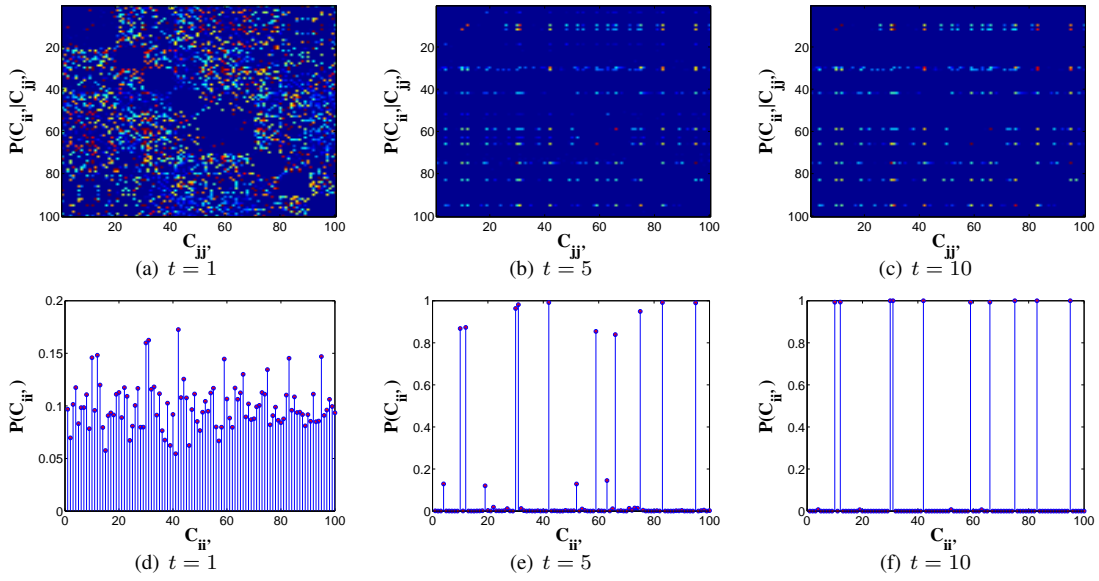 P(C_ii',|C_jj',)
20
40
60
80
100
20 40 60 80 100
C_jj',
(a) t = 1
P(C_ii',|C_jj',)
20
40
60
80
100
20 40 60 80 100
C_jj',
(b) t = 5
P(C_ii',|C_jj',)
20
40
60
80
100
20 40 60 80 100
C_jj',
(c) t = 10
P(C_ii',)
0.2
0.15
0.1
0.05
0
0 20 40 60 80 100
C_ii',
(d) t = 1
P(C_ii',)
1
0.8
0.6
0.4
0.2
0
0 20 40 60 80 100
C_ii',
(e) t = 5
P(C_ii',)
1
0.8
0.6
0.4
0.2
0
0 20 40 60 80 100
C_ii',
(f) t = 10